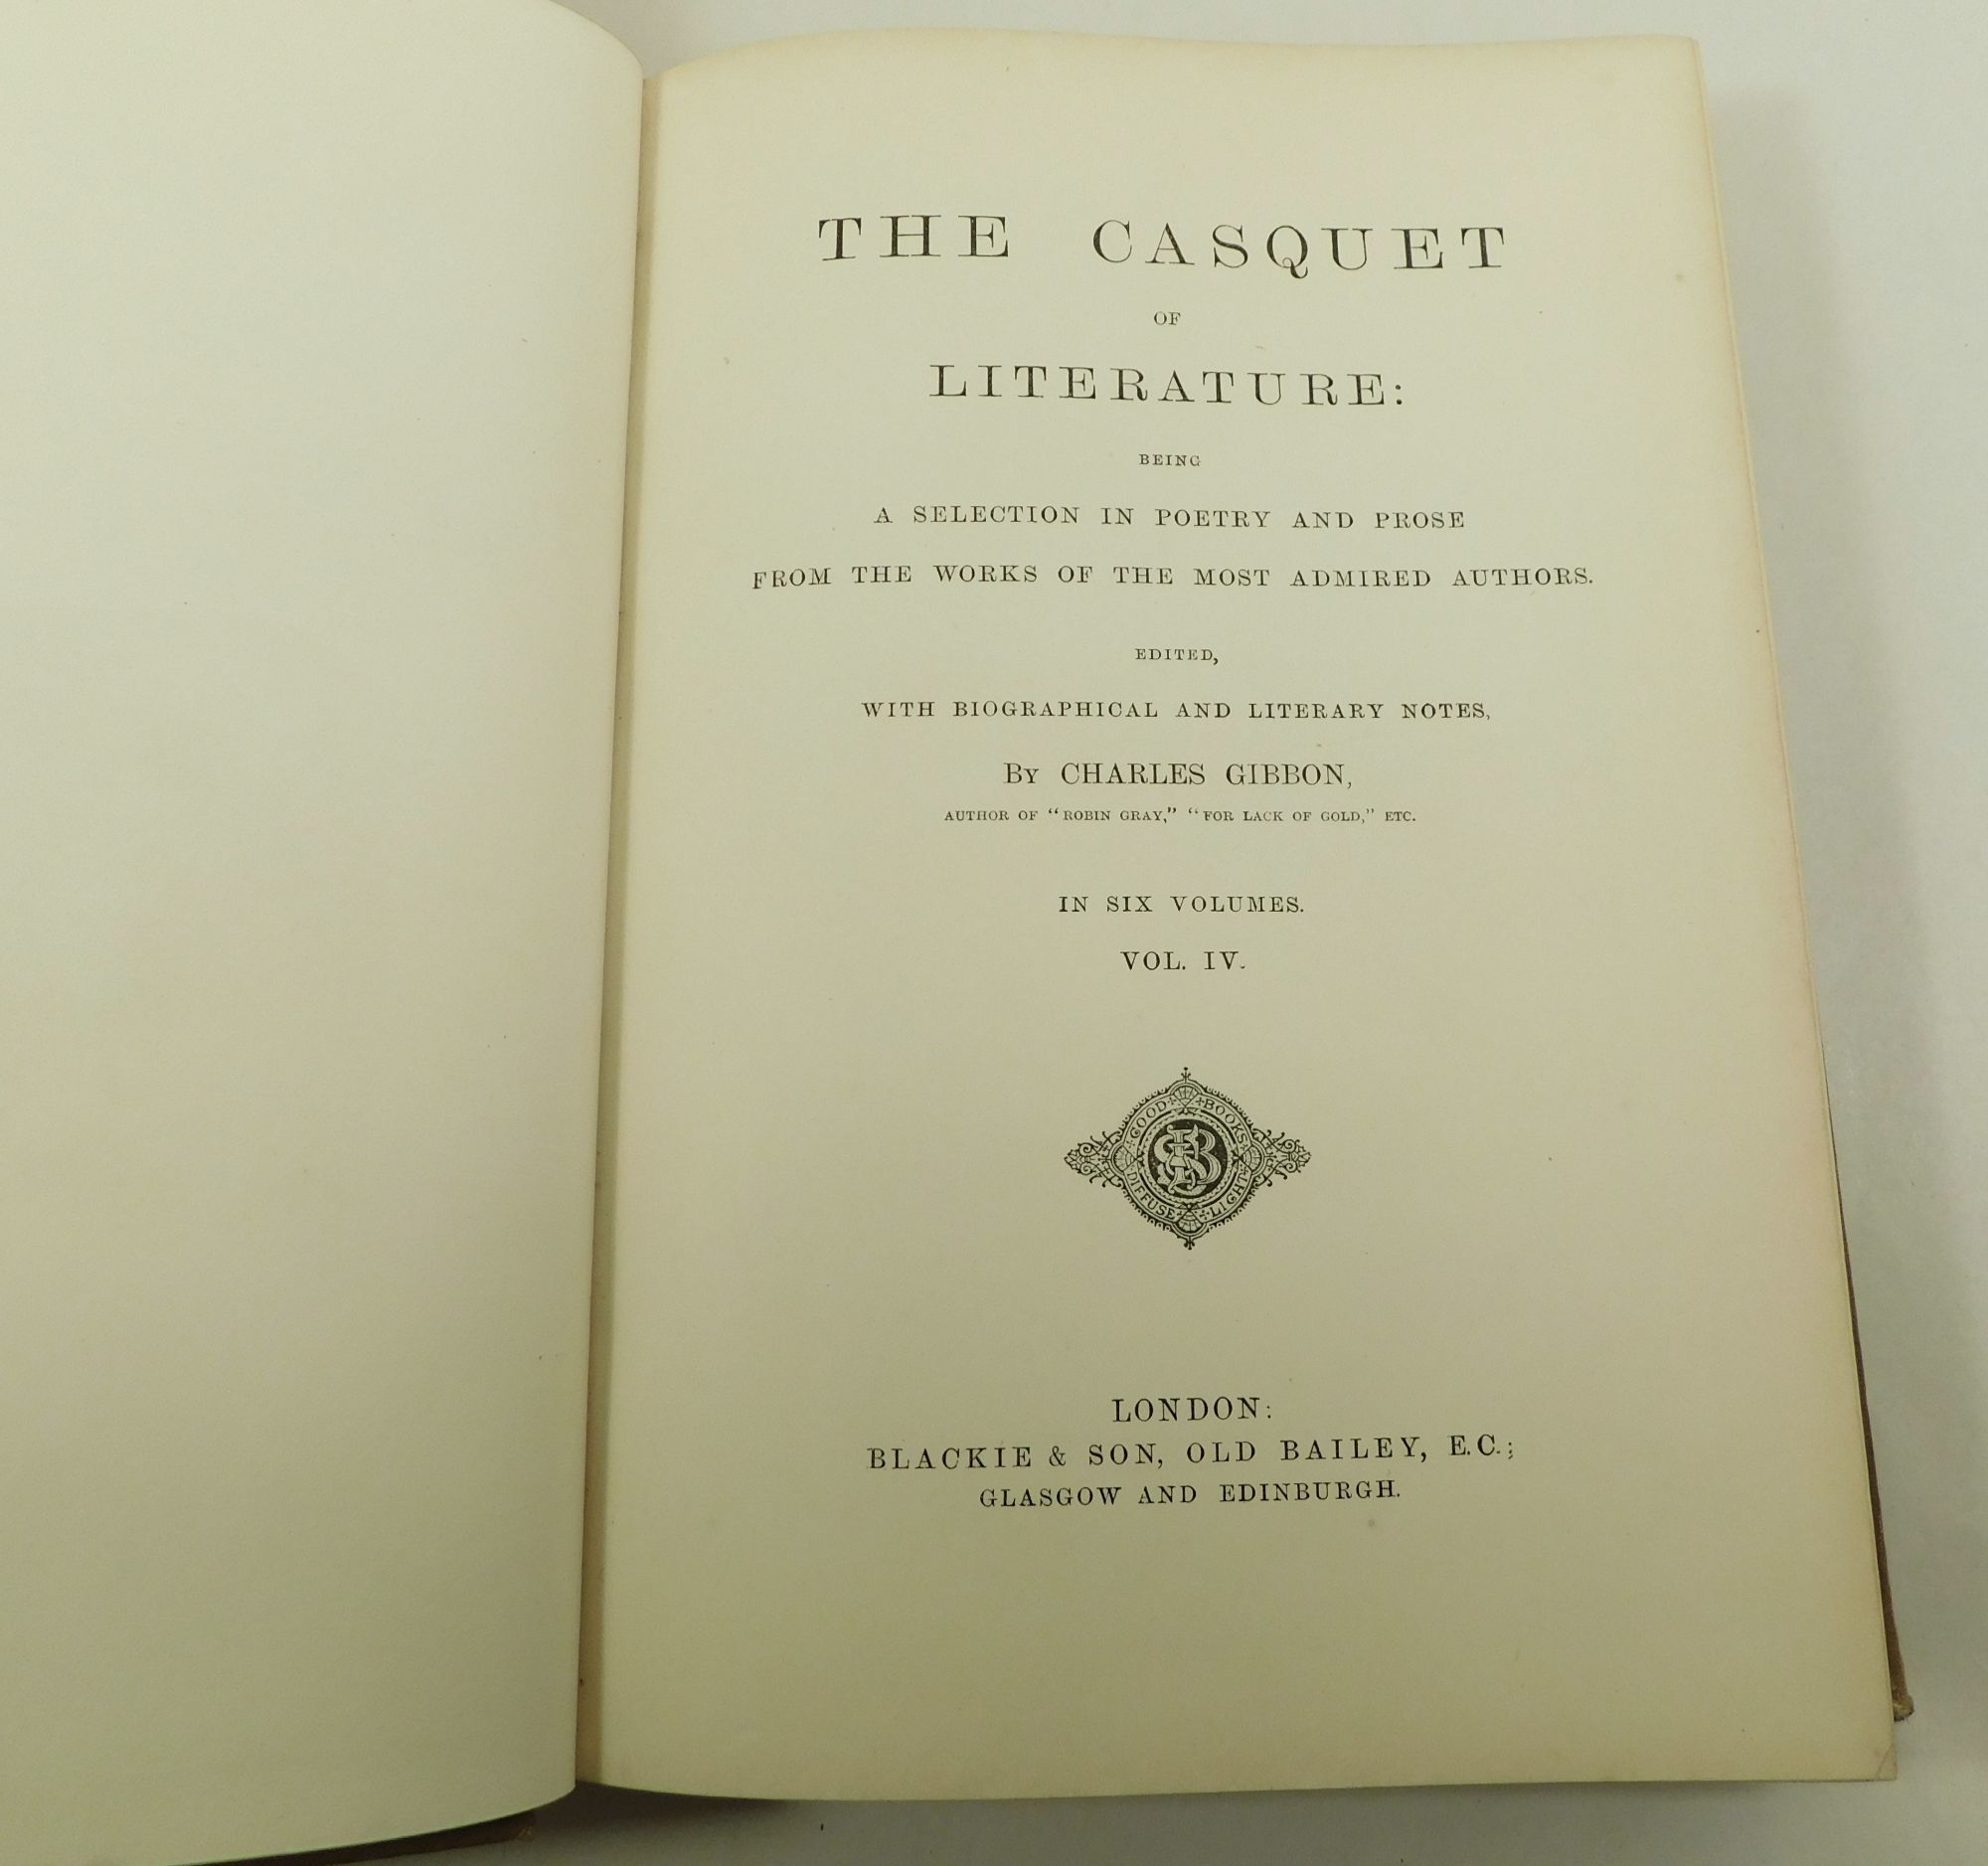 THE CASQUET
OF
LITERATURE:
BEING
A SELECTION IN POETRY AND PROSE
FROM THE WORKS OF THE MOST ADMIRED AUTHORS.
EDITED,
WITH BIOGRAPHICAL AND LITERARY NOTES,
BY CHARLES GIBBON,
AUTHOR OF "ROBIN GRAY," "FOR LACK OF GOLD," ETC.
IN SIX VOLUMES.
VOL. IV.
GOOD BOOKS
DIFFUSE LIGHT
LONDON:
BLACKIE & SON, OLD BAILEY, E.C.;
GLASGOW AND EDINBURGH.